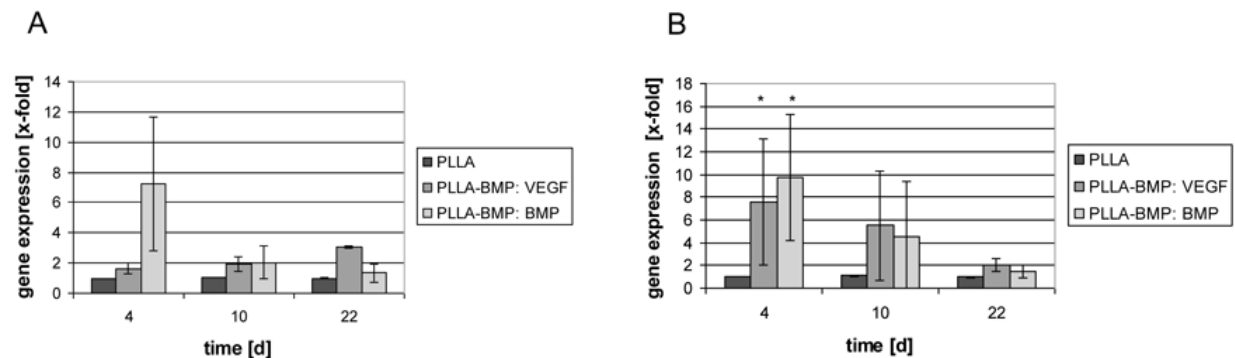 A
gene expression [x-fold]
14
12
10
8
6
4
2
0
4
10
22
time [d]
PLLA
PLLA-BMP: VEGF
PLLA-BMP: BMP
B
gene expression [x-fold]
18
16
14
12
10
8
6
4
2
0
* *
4
10
22
time [d]
PLLA
PLLA-BMP: VEGF
PLLA-BMP: BMP